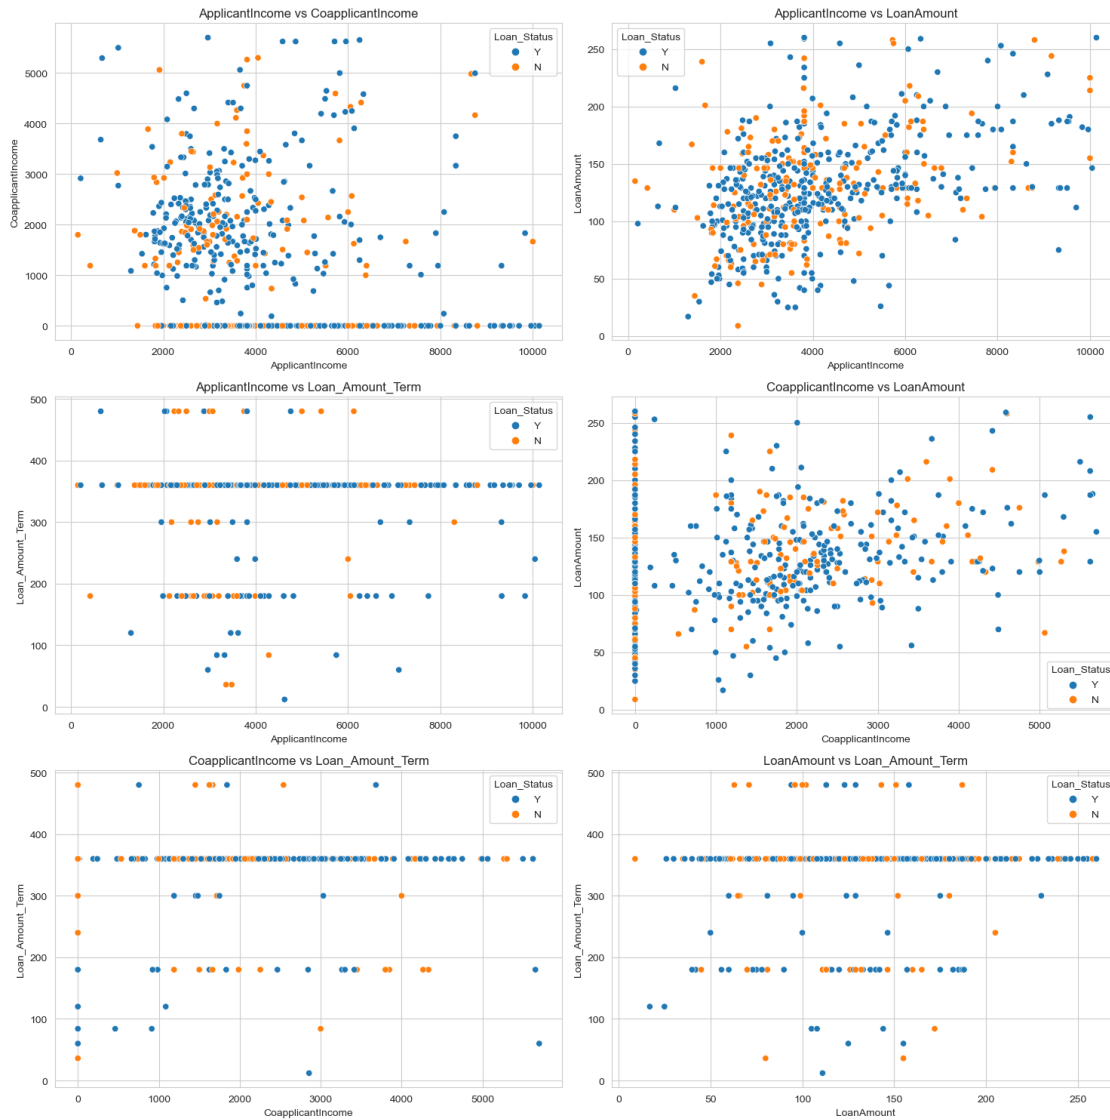 ApplicantIncome vs CoapplicantIncome
Loan_Status
Y
N
CoapplicantIncome
5000
4000
3000
2000
1000
0
0 2000 4000 6000 8000 10000
ApplicantIncome
ApplicantIncome vs LoanAmount
Loan_Status
Y
N
LoanAmount
250
200
150
100
50
0
0 2000 4000 6000 8000 10000
ApplicantIncome
ApplicantIncome vs Loan_Amount_Term
Loan_Status
Y
N
Loan_Amount_Term
500
400
300
200
100
0
0 2000 4000 6000 8000 10000
ApplicantIncome
CoapplicantIncome vs LoanAmount
LoanAmount
250
200
150
100
50
0
Loan_Status
Y
N
0 1000 2000 3000 4000 5000
CoapplicantIncome
CoapplicantIncome vs Loan_Amount_Term
Loan_Status
Y
N
Loan_Amount_Term
500
400
300
200
100
0
0 1000 2000 3000 4000 5000
CoapplicantIncome
LoanAmount vs Loan_Amount_Term
Loan_Status
Y
N
Loan_Amount_Term
500
400
300
200
100
0
0 50 100 150 200 250
LoanAmount